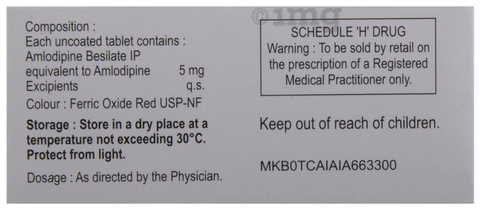 1mg
Composition :
Each uncoated tablet contains :
Amlodipine Besilate IP
equivalent to Amlodipine 5 mg
Excipients q.s.
Colour : Ferric Oxide Red USP-NF
Storage : Store in a dry place at a
temperature not exceeding 30°C.
Protect from light.
Dosage : As directed by the Physician.
SCHEDULE 'H' DRUG
Warning : To be sold by retail on
the prescription of a Registered
Medical Practitioner only.
Keep out of reach of children.
MKB0TCAIAIA663300